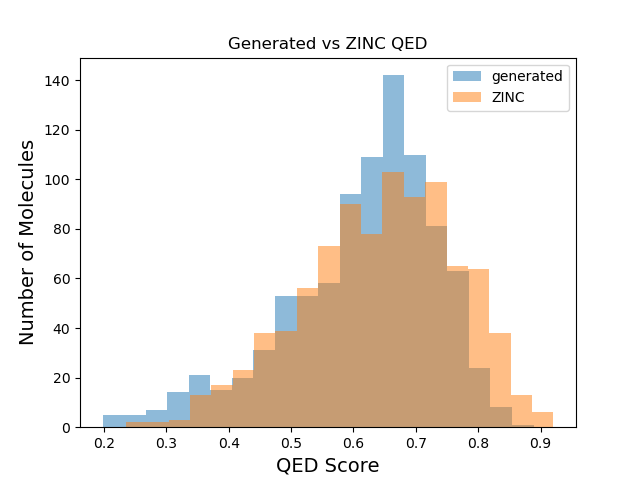 Generated vs ZINC QED
generated
ZINC
Number of Molecules
140
120
100
80
60
40
20
0
0.2 0.3 0.4 0.5 0.6 0.7 0.8 0.9
QED Score